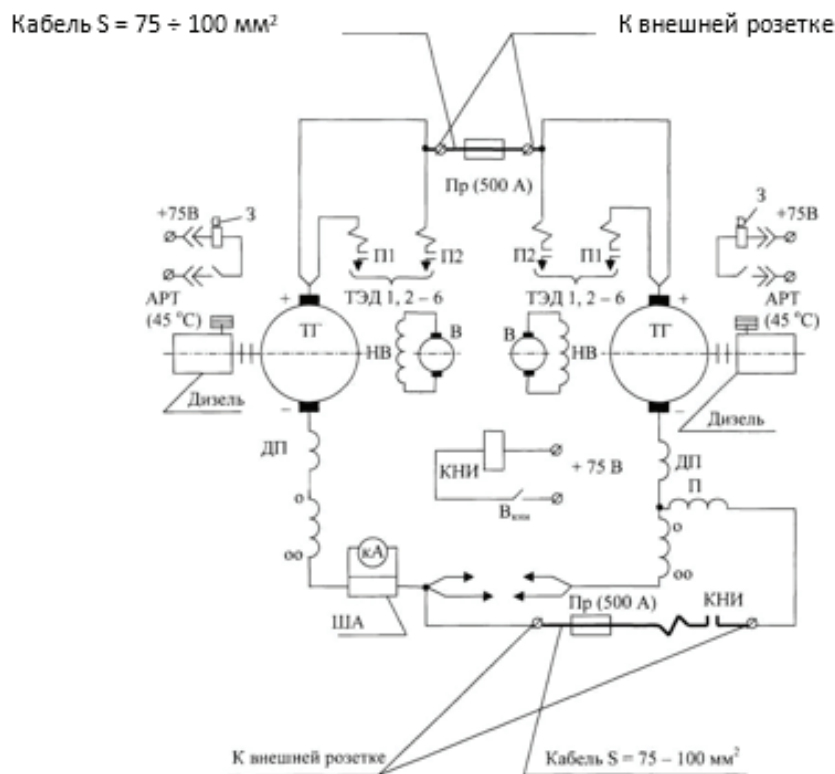 Кабель S = 75 ÷ 100 мм²
К внешней розетке
Пр (500 А)
+75В
З
З
+75В
П1
П2
П2
П1
АРТ
(45 °С)
+
ТЭД 1, 2 – 6
ТЭД 1, 2 – 6
+
АРТ
(45 °С)
ТГ
НВ
В
В
НВ
ТГ
Дизель
–
–
Дизель
ДП
КНИ
+ 75 В
ДП
П
Вкни
о
оо
о
оо
кА
ША
Пр (500 А)
КНИ
К внешней розетке
Кабель S = 75 – 100 мм²